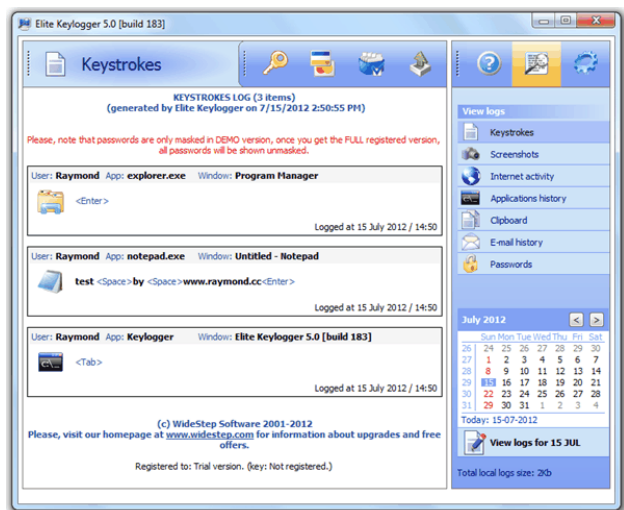 Elite Keylogger 5.0 [build 183]
Keystrokes
KEYSTROKES LOG (3 items)
(generated by Elite Keylogger on 7/15/2012 2:50:55 PM)
Please, note that passwords are only masked in DEMO version, once you get the FULL registered version,
all passwords will be shown unmasked.
User: Raymond App: explorer.exe Window: Program Manager
<Enter>
Logged at 15 July 2012 / 14:50
User: Raymond App: notepad.exe Window: Untitled - Notepad
test <Space>by <Space>www.raymond.cc<Enter>
Logged at 15 July 2012 / 14:50
User: Raymond App: Keylogger Window: Elite Keylogger 5.0 [build 183]
<Tab>
Logged at 15 July 2012 / 14:50
(c) WideStep Software 2001-2012
Please, visit our homepage at www.widestep.com for information about upgrades and free
offers.
Registered to: Trial version. (key: Not registered.)
View logs
Keystrokes
Screenshots
Internet activity
Applications history
Clipboard
E-mail history
Passwords
July 2012 < >
Sun Mon Tue Wed Thu Fri Sat
26 24 25 26 27 28 29 30
27 1 2 3 4 5 6 7
28 8 9 10 11 12 13 14
29 15 16 17 18 19 20 21
30 22 23 24 25 26 27 28
31 29 30 31 1 2 3 4
Today: 15-07-2012
View logs for 15 JUL
Total local logs size: 2Kb